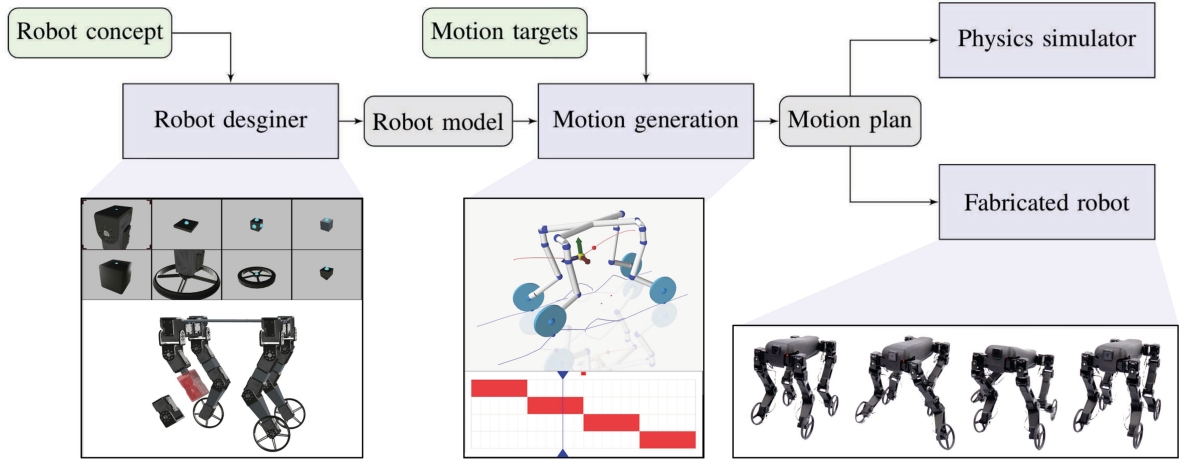 Robot concept
Motion targets
Physics simulator
Robot desginer
Robot model
Motion generation
Motion plan
Fabricated robot